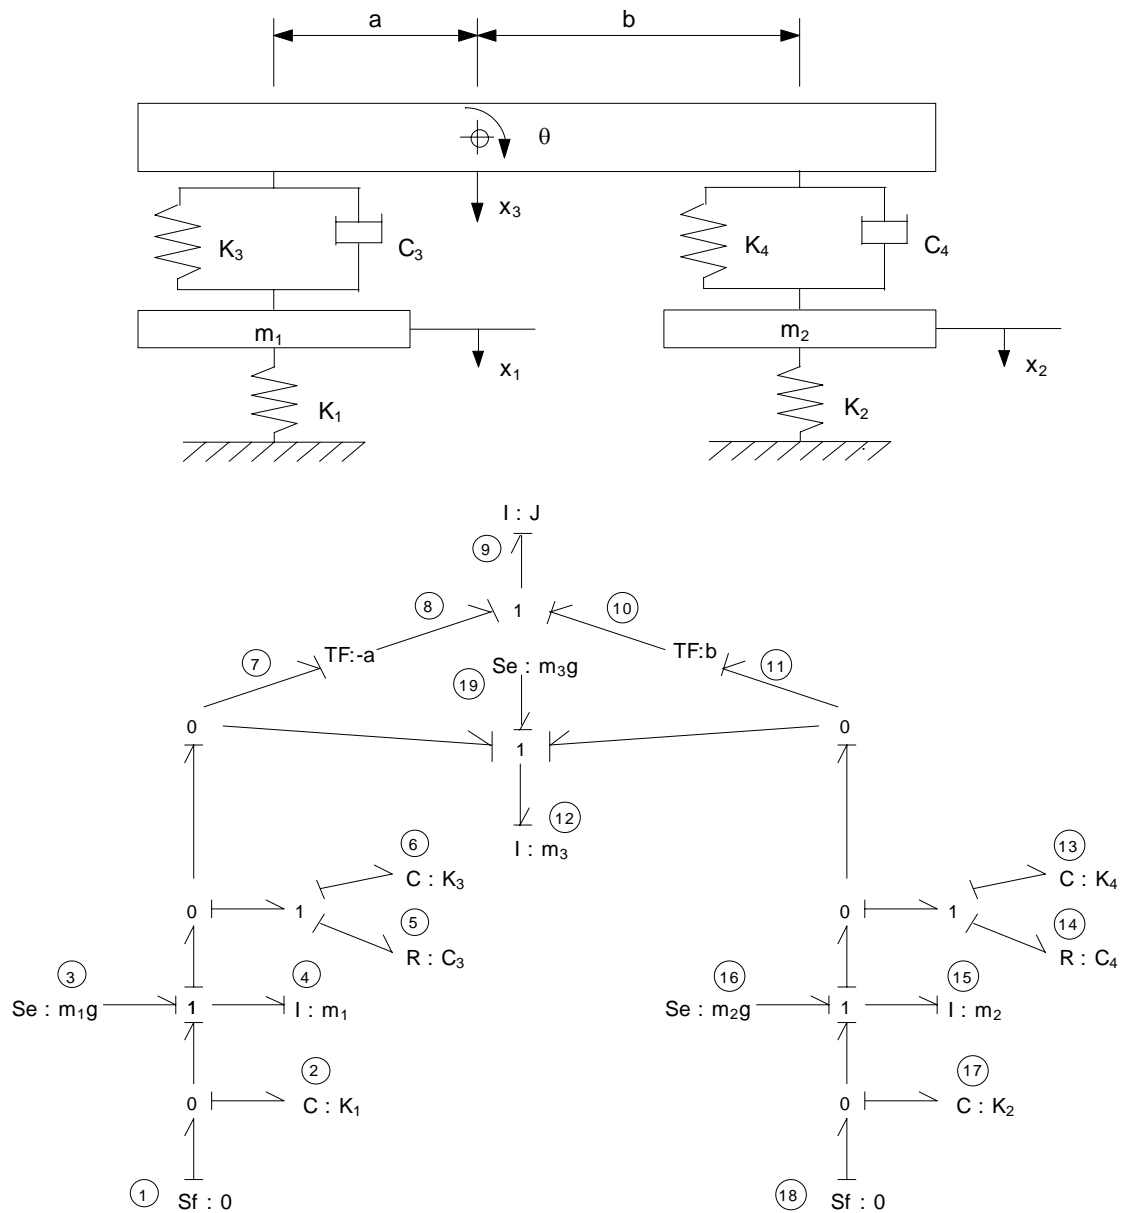 a b
θ
x₃
K₃ C₃ K₄ C₄
m₁ m₂
x₁ x₂
K₁ K₂
I : J
9
8 1 10
TF:-a TF:b
7 Se : m₃g 11
19
0 1 0
12
I : m₃
6 13
C : K₃ C : K₄
0 1 5 0 1 14
R : C₃ R : C₄
3 4 16 15
Se : m₁g 1 I : m₁ Se : m₂g 1 I : m₂
2 17
0 C : K₁ 0 C : K₂
1 Sf : 0 18 Sf : 0